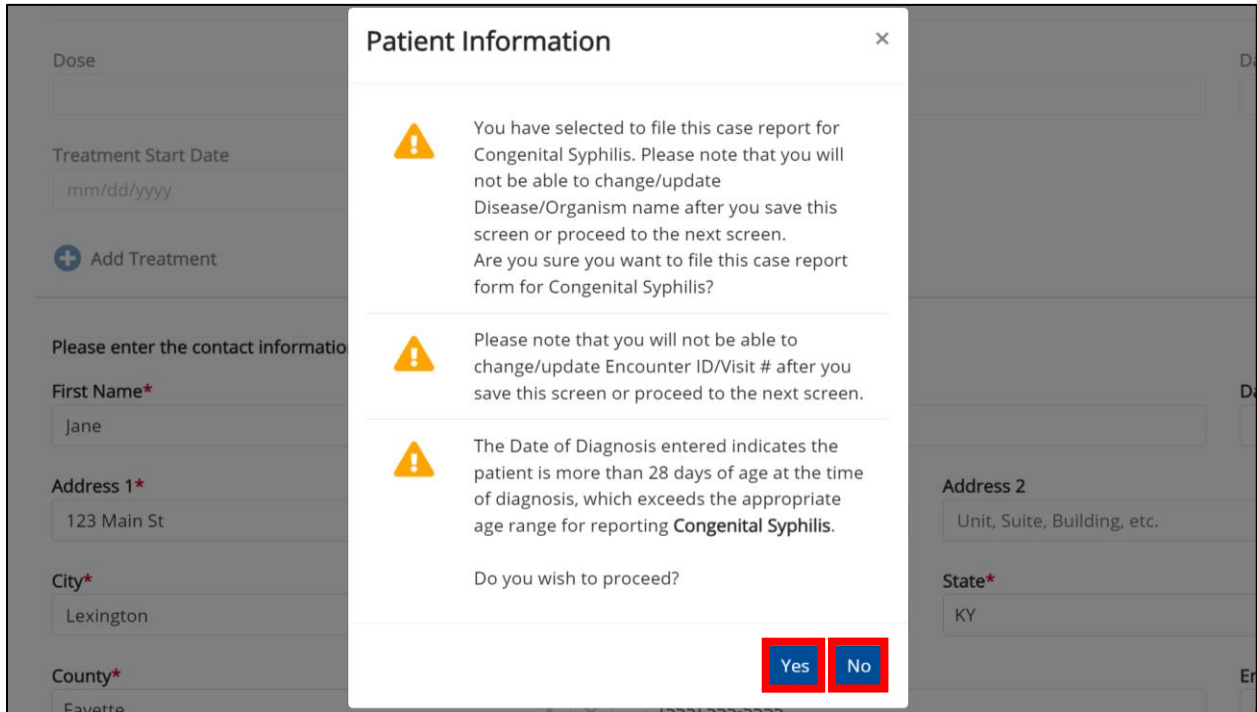 Patient Information
×
Dose
Treatment Start Date
mm/dd/yyyy
Add Treatment
You have selected to file this case report for
Congenital Syphilis. Please note that you will
not be able to change/update
Disease/Organism name after you save this
screen or proceed to the next screen.
Are you sure you want to file this case report
form for Congenital Syphilis?
Please note that you will not be able to
change/update Encounter ID/Visit # after you
save this screen or proceed to the next screen.
The Date of Diagnosis entered indicates the
patient is more than 28 days of age at the time
of diagnosis, which exceeds the appropriate
age range for reporting Congenital Syphilis.
Do you wish to proceed?
Yes
No
Please enter the contact
First Name*
Jane
Address 1*
123 Main St
Address 2
Unit, Suite, Building, etc.
City*
Lexington
State*
KY
County*
Fayette